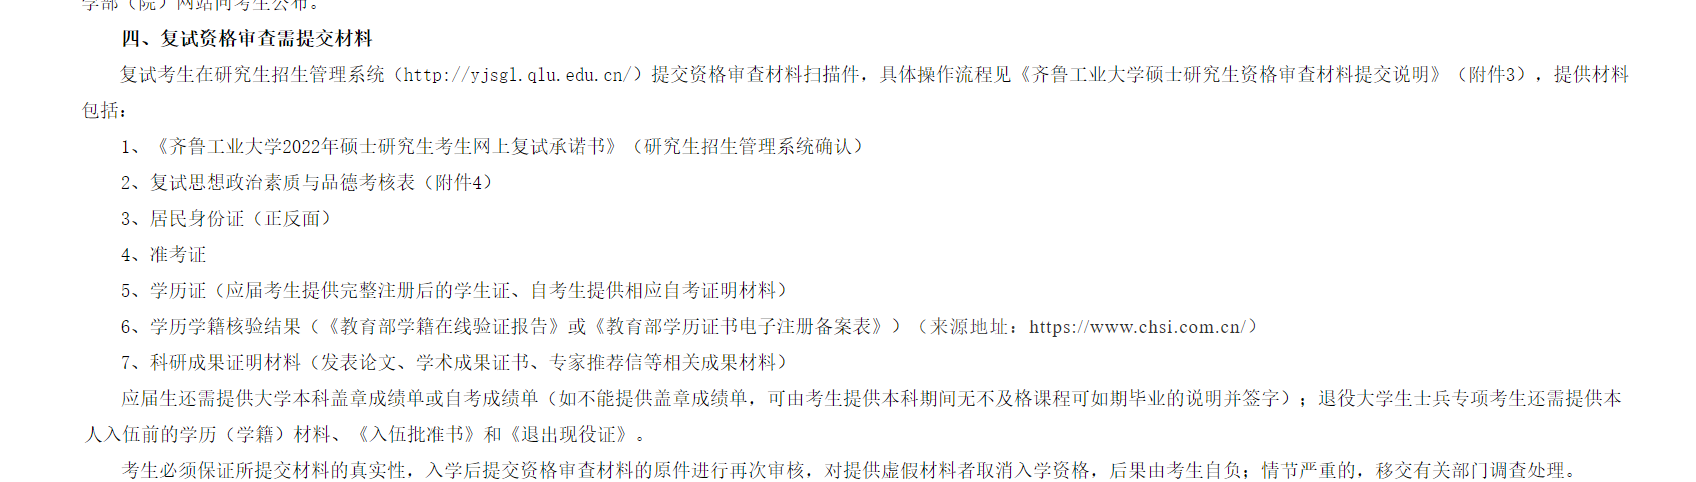 学部（院）网站向考生公布。
四、复试资格审查需提交材料
复试考生在研究生招生管理系统（http://yjsgl.qlu.edu.cn/）提交资格审查材料扫描件，具体操作流程见《齐鲁工业大学硕士研究生资格审查材料提交说明》（附件3），提供材料
包括：
1、《齐鲁工业大学2022年硕士研究生考生网上复试承诺书》（研究生招生管理系统确认）
2、复试思想政治素质与品德考核表（附件4）
3、居民身份证（正反面）
4、准考证
5、学历证（应届考生提供完整注册后的学生证、自考生提供相应自考证明材料）
6、学历学籍核验结果（《教育部学籍在线验证报告》或《教育部学历证书电子注册备案表》）（来源地址：https://www.chsi.com.cn/）
7、科研成果证明材料（发表论文、学术成果证书、专家推荐信等相关成果材料）
应届生还需提供大学本科盖章成绩单或自考成绩单（如不能提供盖章成绩单，可由考生提供本科期间无不及格课程可如期毕业的说明并签字）；退役大学生士兵专项考生还需提供本
人入伍前的学历（学籍）材料、《入伍批准书》和《退出现役证》。
考生必须保证所提交材料的真实性，入学后提交资格审查材料的原件进行再次审核，对提供虚假材料者取消入学资格，后果由考生自负；情节严重的，移交有关部门调查处理。